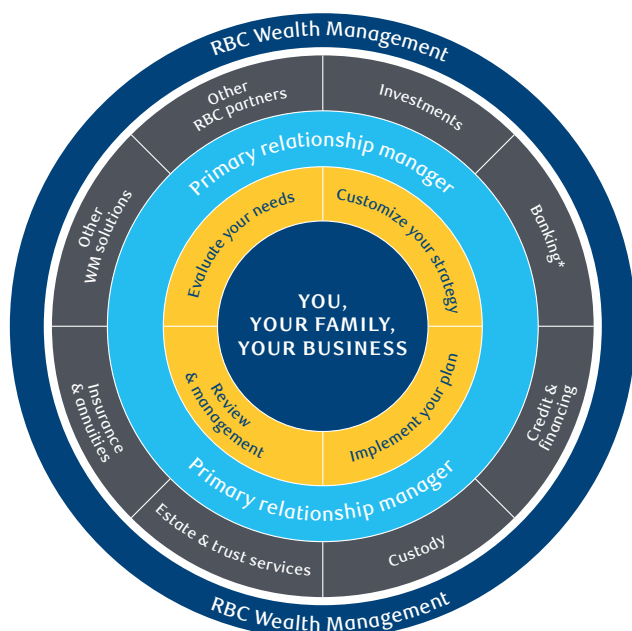 RBC Wealth Management
Other
RBC partners
Investments
Banking*
Credit &
financing
Custody
Estate & trust services
Insurance
& annuities
Other
WM solutions
Primary relationship manager
Evaluate your needs
Customize your strategy
Implement your plan
Review
& management
YOU,
YOUR FAMILY,
YOUR BUSINESS
Primary relationship manager
RBC Wealth Management